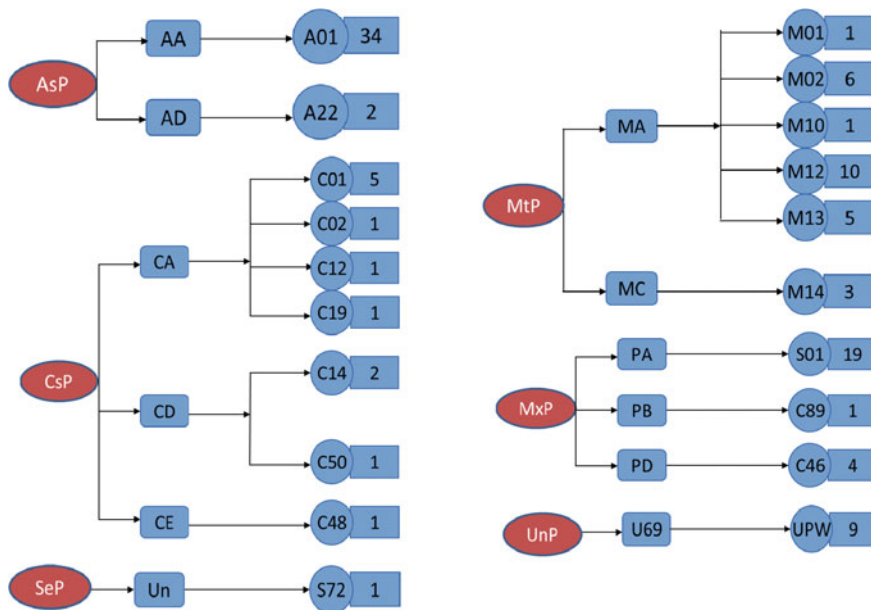 AsP
AA
A01 34
AD
A22 2
CsP
CA
C01 5
C02 1
C12 1
C19 1
CD
C14 2
C50 1
CE
C48 1
SeP
Un
S72 1
MtP
MA
M01 1
M02 6
M10 1
M12 10
M13 5
MC
M14 3
MxP
PA
S01 19
PB
C89 1
PD
C46 4
UnP
U69
UPW 9